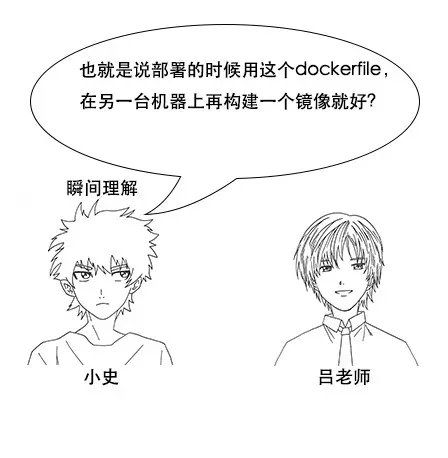 也就是说部署的时候用这个dockerfile，
在另一台机器上再构建一个镜像就好？
瞬间理解
小史
吕老师